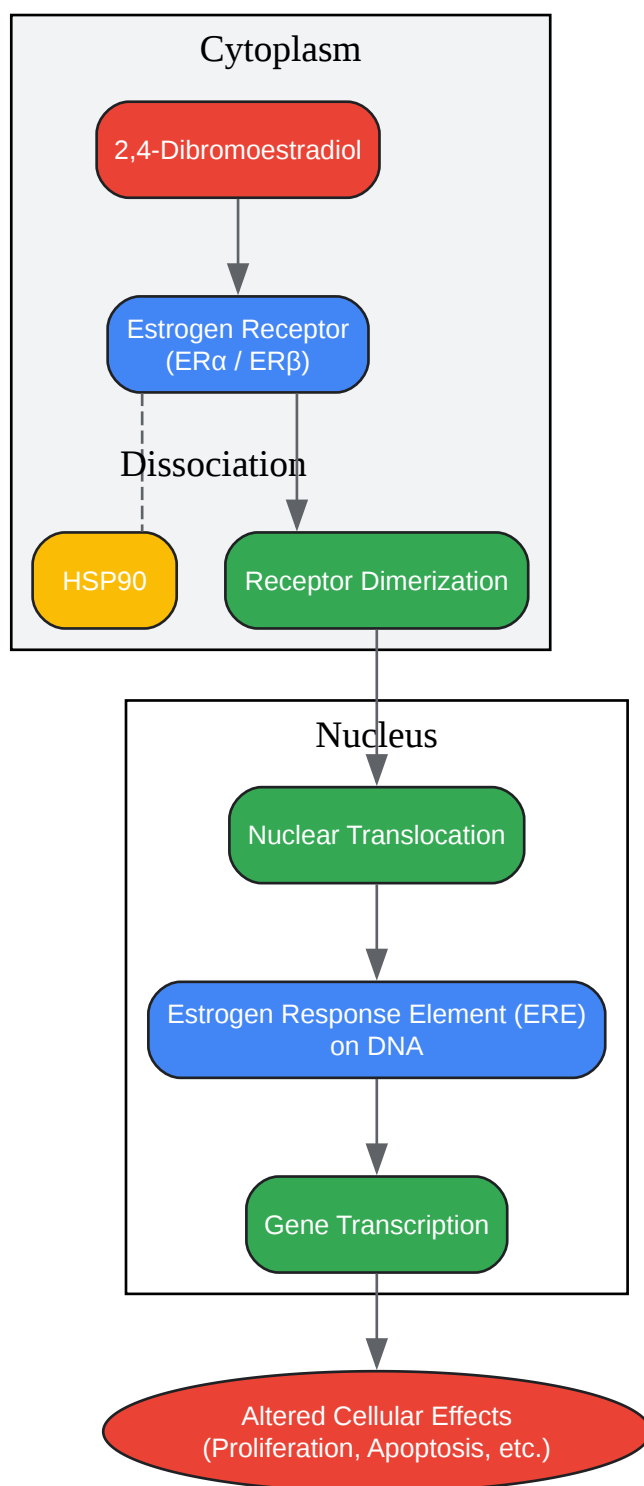 Cytoplasm
2,4-Dibromoestradiol
Estrogen Receptor
(ERα / ERβ)
Dissociation
HSP90
Receptor Dimerization
Nucleus
Nuclear Translocation
Estrogen Response Element (ERE)
on DNA
Gene Transcription
Altered Cellular Effects
(Proliferation, Apoptosis, etc.)